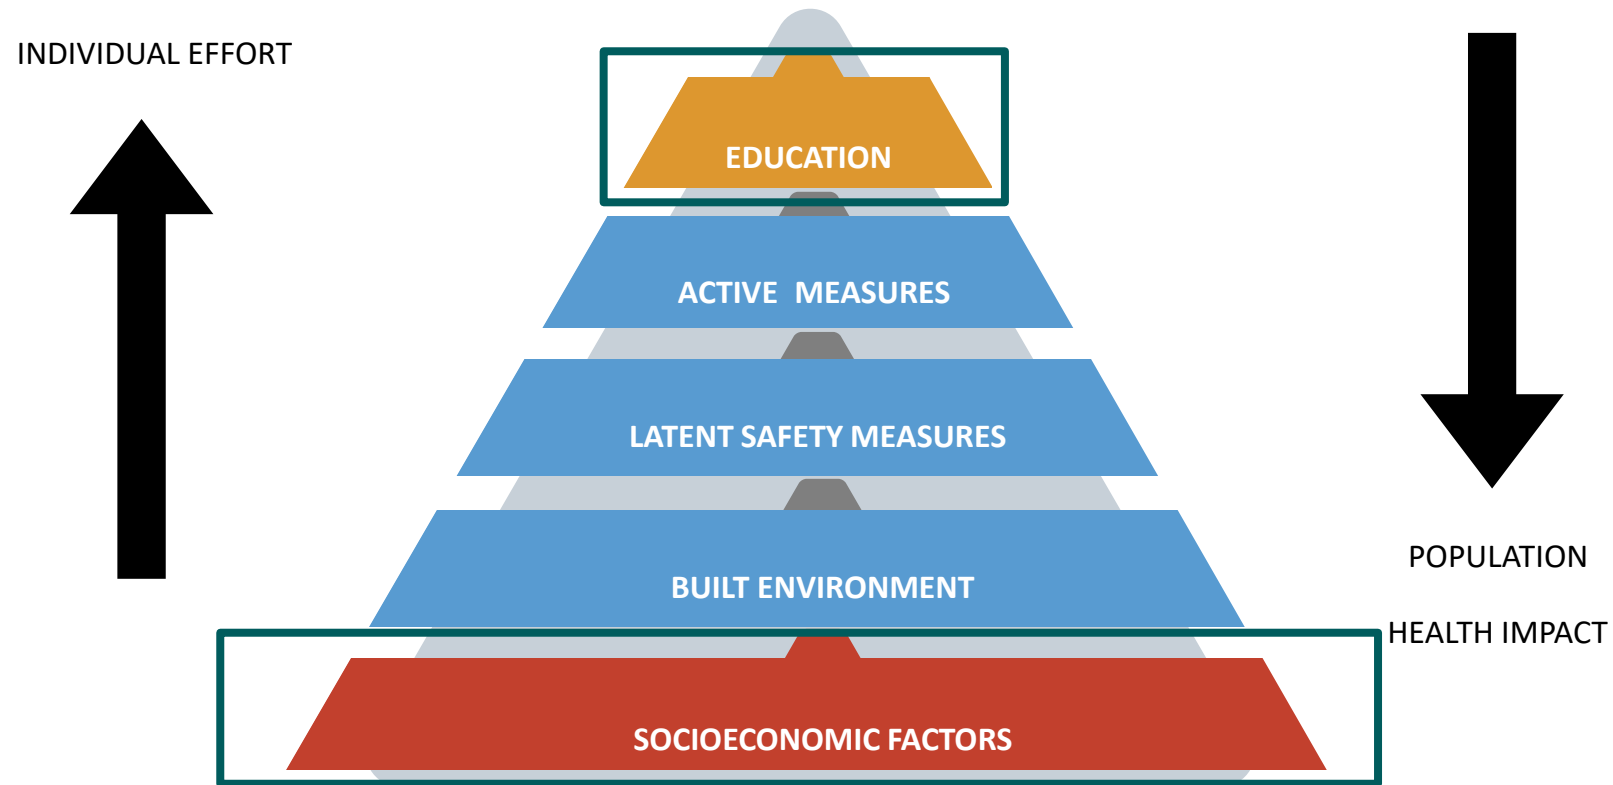 INDIVIDUAL EFFORT
EDUCATION
ACTIVE  MEASURES
LATENT SAFETY MEASURES
BUILT ENVIRONMENT
SOCIOECONOMIC FACTORS
POPULATION
HEALTH IMPACT